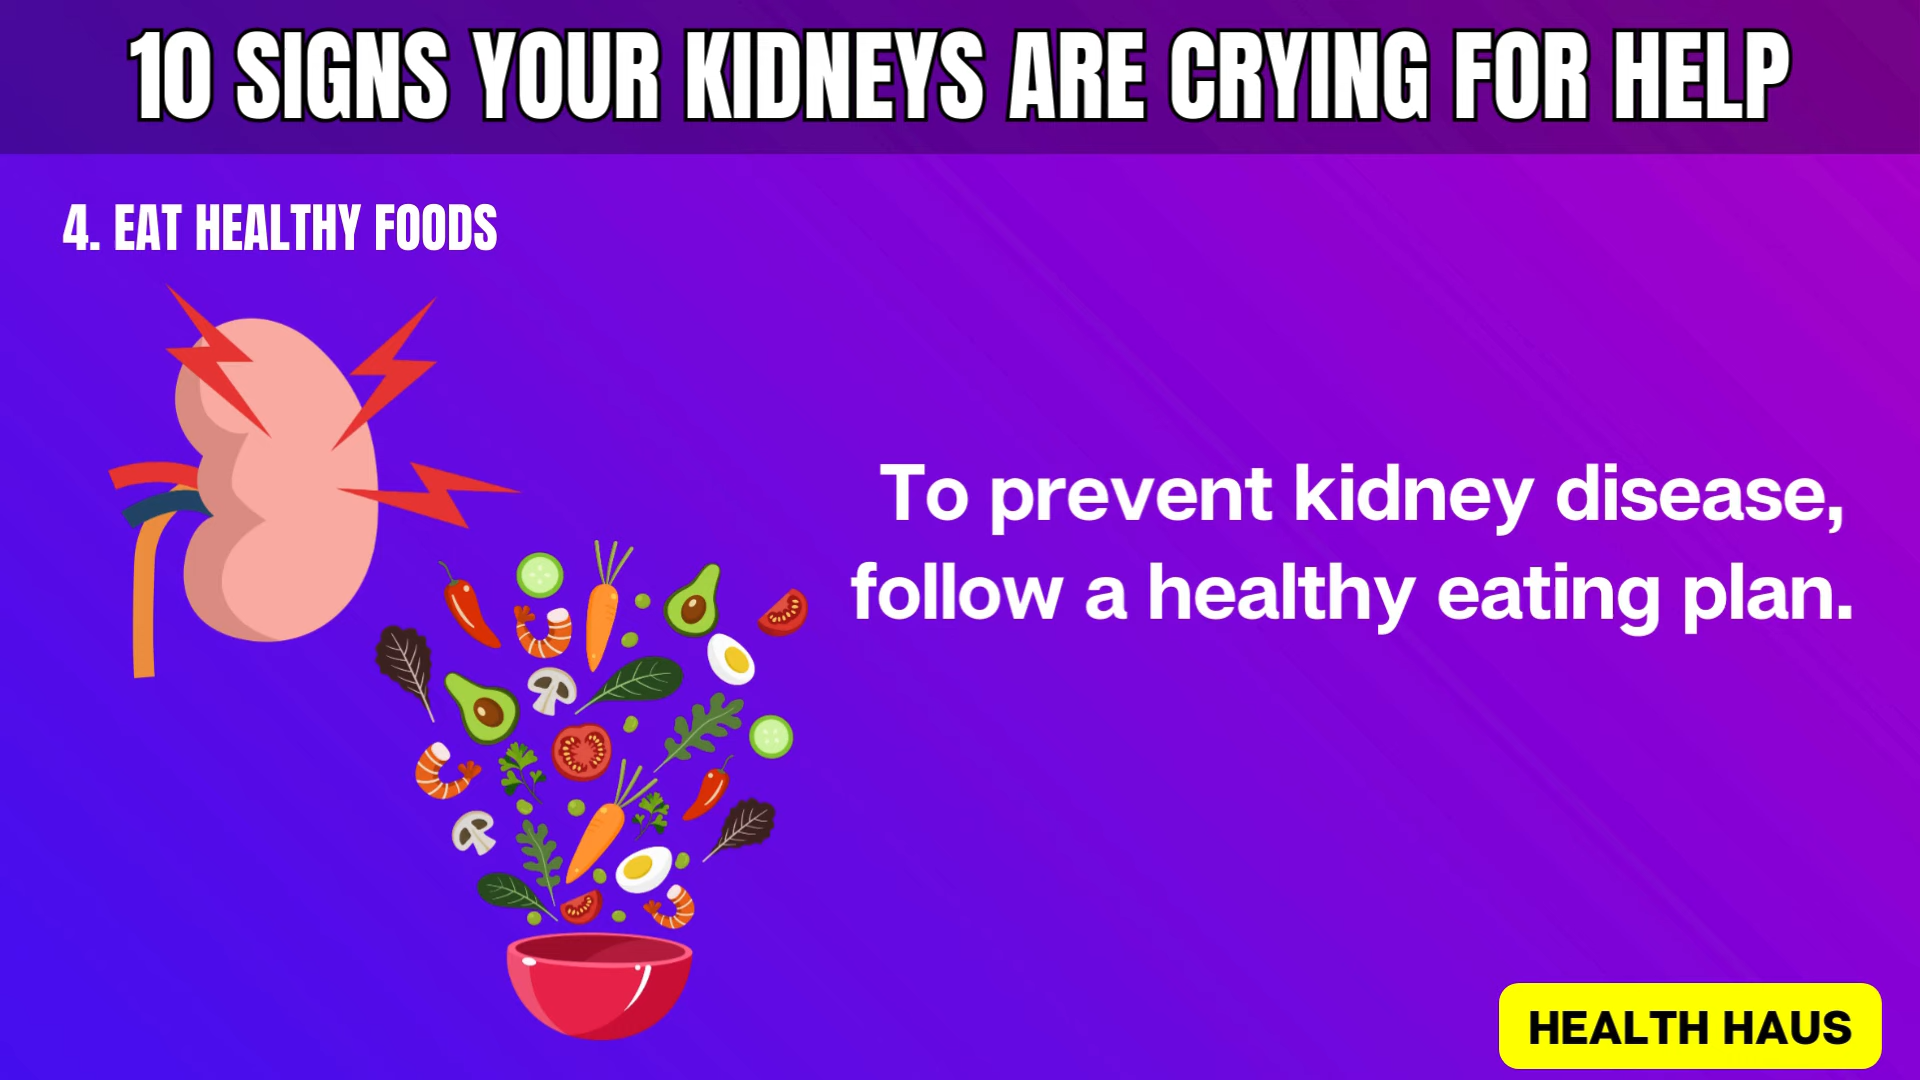 10 SIGNS YOUR KIDNEYS ARE CRYING FOR HELP
4. EAT HEALTHY FOODS
To prevent kidney disease,
follow a healthy eating plan.
HEALTH HAUS